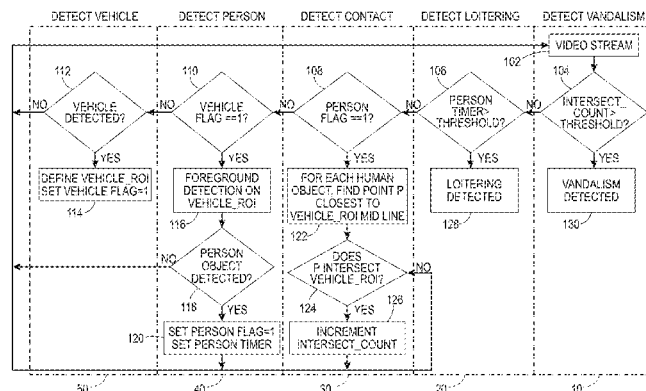 DETECT VEHICLE
DETECT PERSON
DETECT CONTACT
DETECT LOITERING
DETECT VANDALISM
VIDEO STREAM
102
112
VEHICLE
DETECTED?
NO
YES
110
VEHICLE
FLAG ==1?
NO
YES
108
PERSON
FLAG ==1?
NO
YES
106
PERSON
TIMER>
THRESHOLD?
NO
YES
104
INTERSECT_
COUNT>
THRESHOLD?
NO
YES
DEFINE VEHICLE_ROI
SET VEHICLE FLAG=1
114
FOREGROUND
DETECTION ON
VEHICLE_ROI
116
FOR EACH HUMAN
OBJECT, FIND POINT P
CLOSEST TO
VEHICLE_ROI MID LINE
122
LOITERING
DETECTED
128
VANDALISM
DETECTED
130
PERSON
OBJECT
DETECTED?
118
NO
YES
DOES
P INTERSECT
VEHICLE_ROI?
124
NO
YES
126
120
SET PERSON FLAG=1
SET PERSON TIMER
INCREMENT
INTERSECT_COUNT